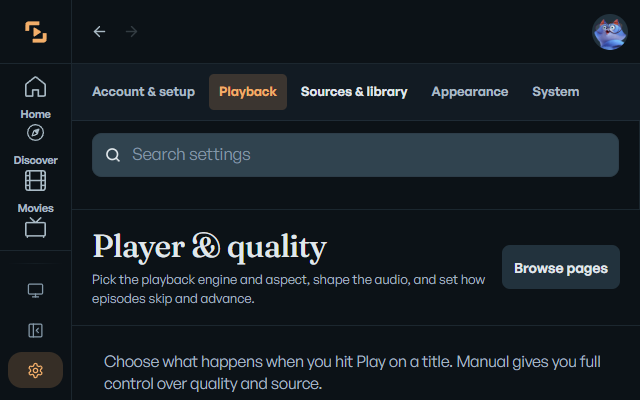 Account & setup
Playback
Sources & library
Appearance
System
Home
Discover
Movies
Search settings
Player & quality
Pick the playback engine and aspect, shape the audio, and set how
episodes skip and advance.
Browse pages
Choose what happens when you hit Play on a title. Manual gives you full
control over quality and source.